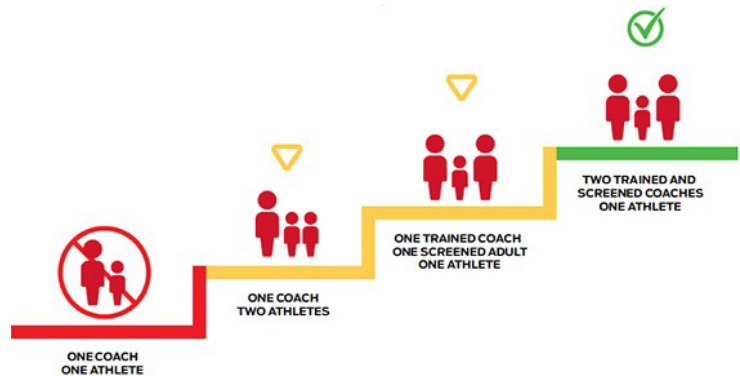 ONE COACH
ONE ATHLETE
ONE COACH
TWO ATHLETES
ONE TRAINED COACH
ONE SCREENED ADULT
ONE ATHLETE
TWO TRAINED AND
SCREENED COACHES
ONE ATHLETE